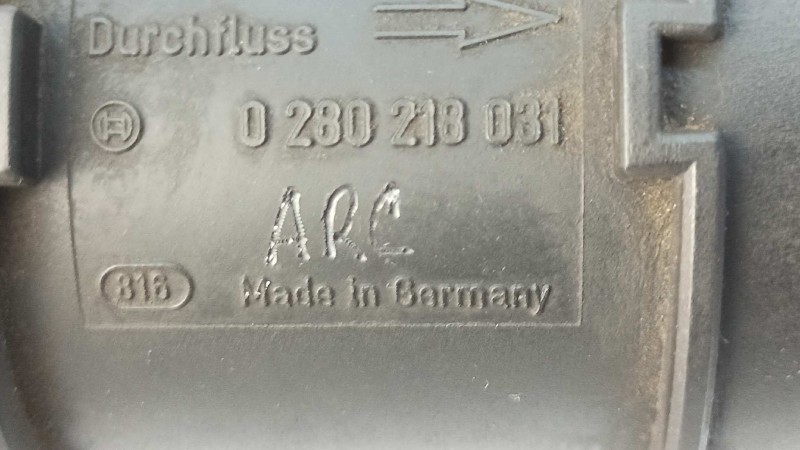 Durchfluss
0 280 218 031
ARC
816 Made in Germany